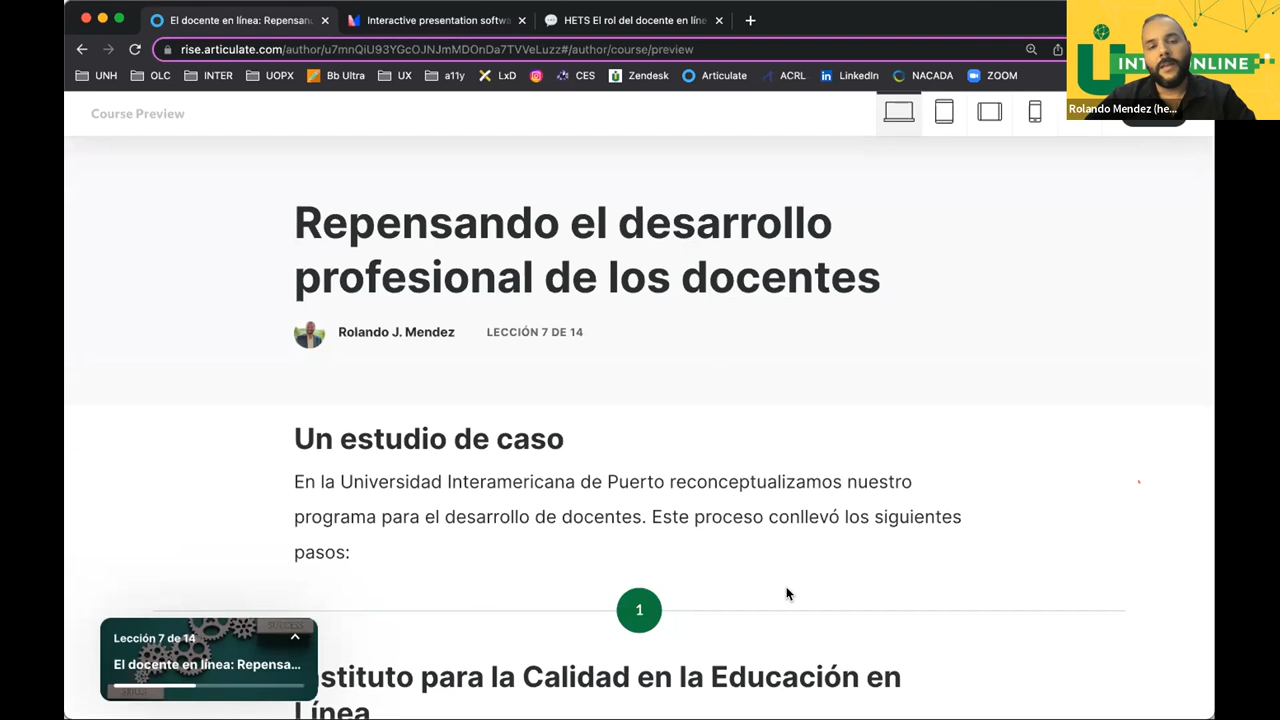 El docente en línea: Repensand
Interactive presentation softwa
HETS El rol del docente en líne
rise.articulate.com/author/u7mnQiU93YGcOJNJmMDOnDa7TVVeLuzz#/author/course/preview
UNH
OLC
INTER
UOPX
Bb Ultra
UX
a11y
LxD
CES
Zendesk
Articulate
ACRL
LinkedIn
NACADA
ZOOM
ONLINE
Rolando Mendez (he...
Course Preview
Repensando el desarrollo
profesional de los docentes
Rolando J. Mendez
LECCIÓN 7 DE 14
Un estudio de caso
En la Universidad Interamericana de Puerto reconceptualizamos nuestro
programa para el desarrollo de docentes. Este proceso conllevó los siguientes
pasos:
1
stituto para la Calidad en la Educación en
Línea
Lección 7 de 14
El docente en línea: Repensa...
SUCCESS
SKILLS